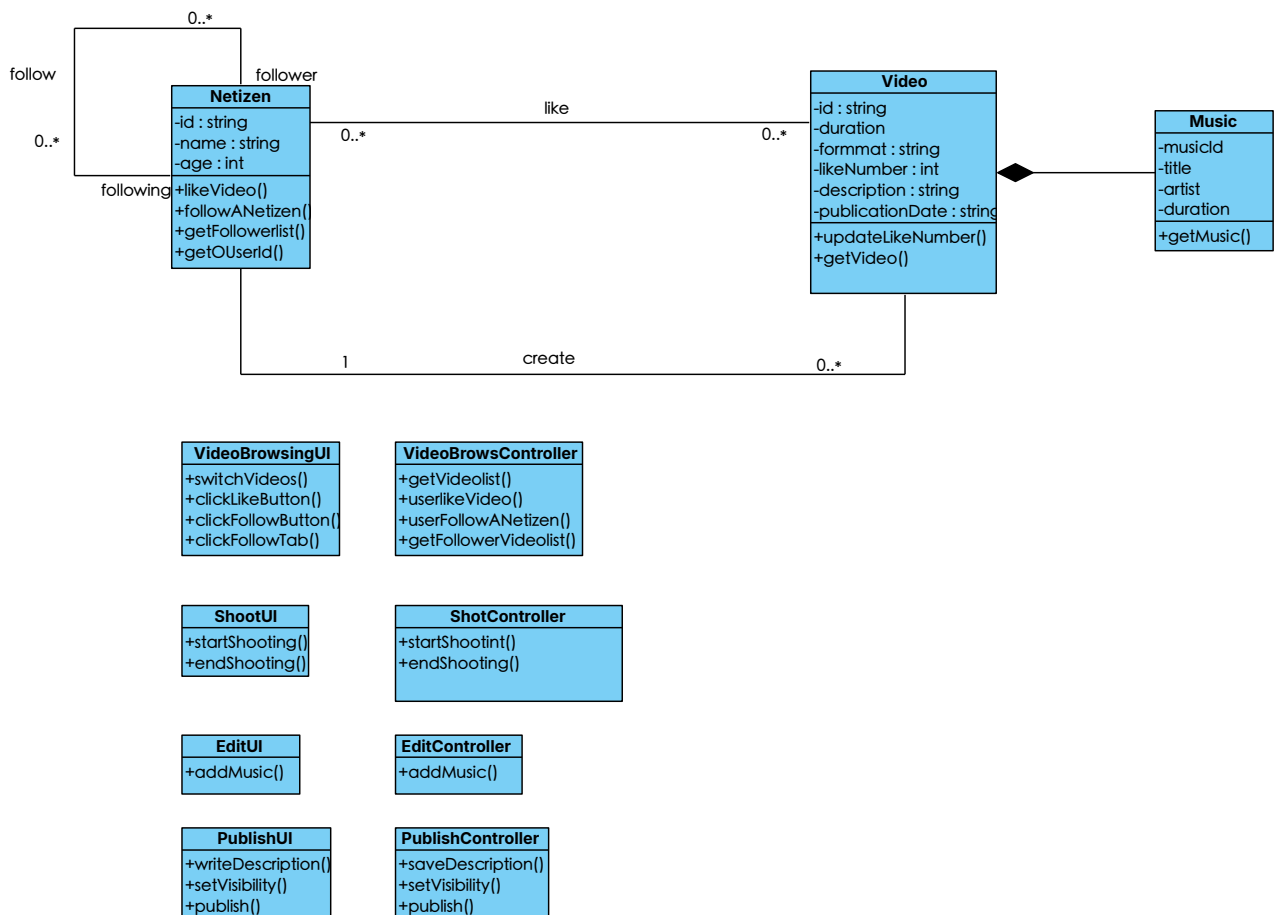 0..*
follow
follower
0..*
following
Netizen
-id : string
-name : string
-age : int
+likeVideo()
+followANetizen()
+getFollowerlist()
+getOUserId()
like
0..*
0..*
Video
-id : string
-duration
-formmat : string
-likeNumber : int
-description : string
-publicationDate : string
+updateLikeNumber()
+getVideo()
Music
-musicId
-title
-artist
-duration
+getMusic()
1
create
0..*
VideoBrowsingUI
+switchVideos()
+clickLikeButton()
+clickFollowButton()
+clickFollowTab()
VideoBrowsController
+getVideolist()
+userlikeVideo()
+userFollowANetizen()
+getFollowerVideolist()
ShootUI
+startShooting()
+endShooting()
ShotController
+startShootint()
+endShooting()
EditUI
+addMusic()
EditController
+addMusic()
PublishUI
+writeDescription()
+setVisibility()
+publish()
PublishController
+saveDescription()
+setVisibility()
+publish()